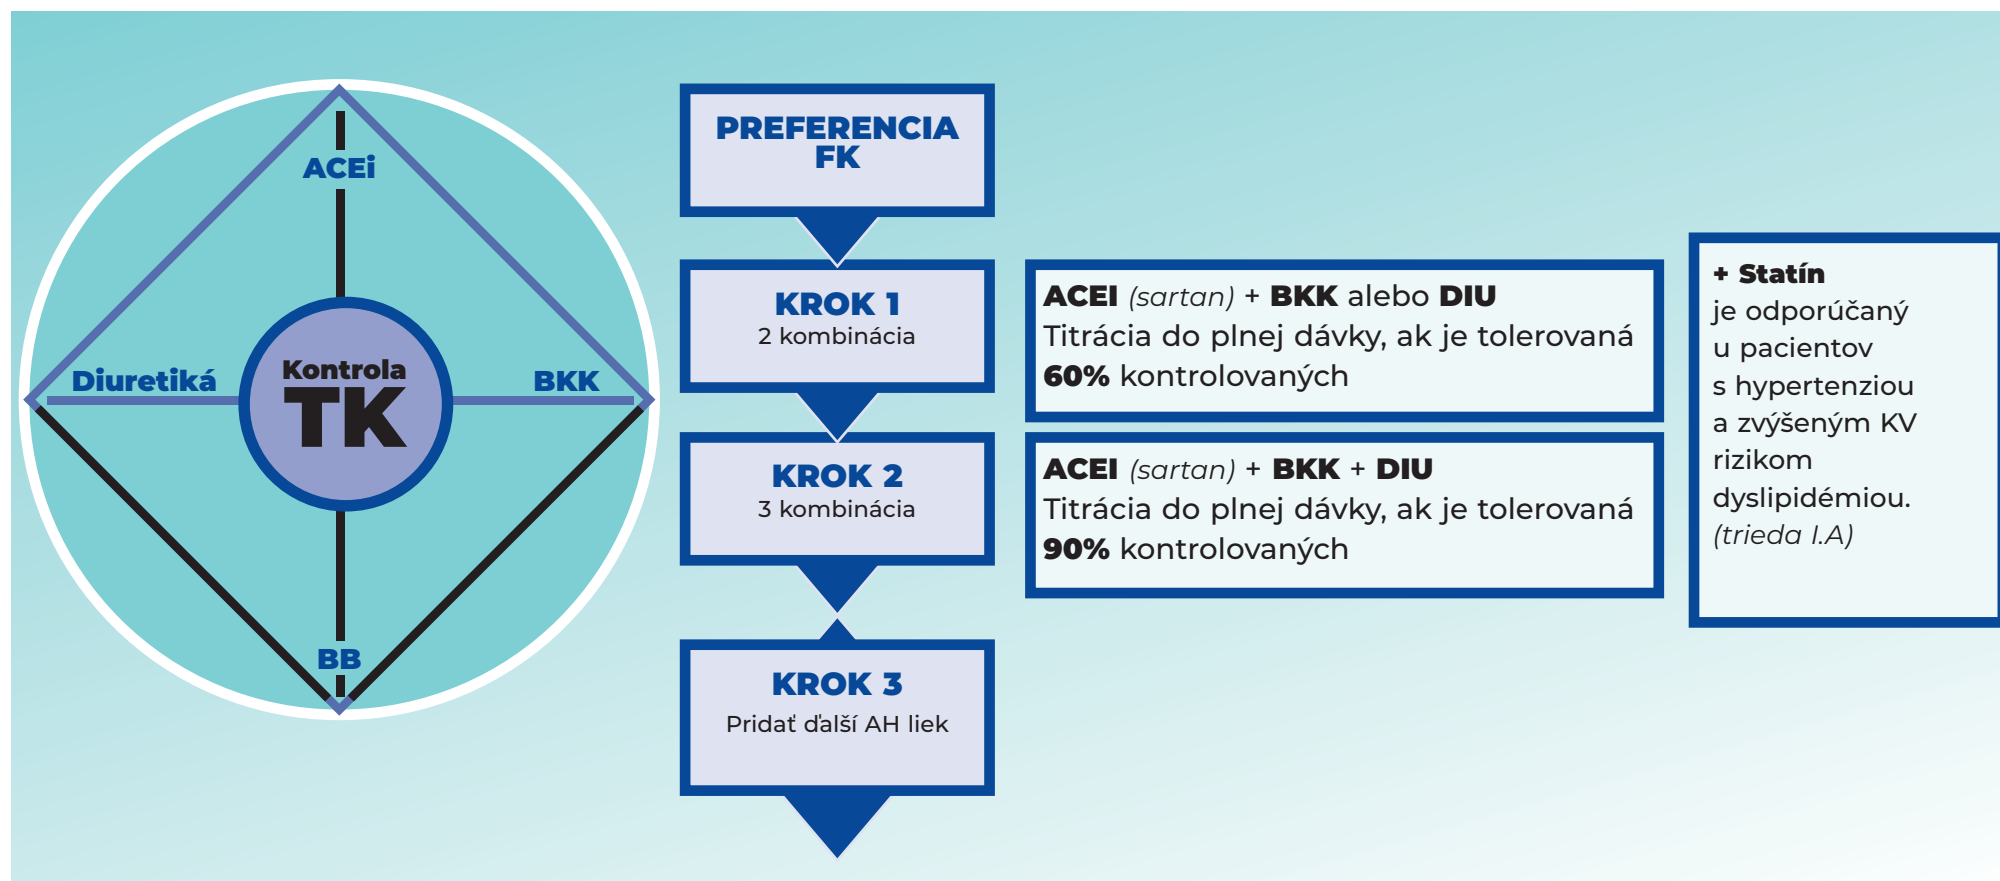 ACEi
Diuretiká
Kontrola
TK
BKK
BB
PREFERENCIA
FK
KROK 1
2 kombinácia
ACEI (sartan) + BKK alebo DIU
Titrácia do plnej dávky, ak je tolerovaná
60% kontrolovaných
KROK 2
3 kombinácia
ACEI (sartan) + BKK + DIU
Titrácia do plnej dávky, ak je tolerovaná
90% kontrolovaných
KROK 3
Pridať ďalší AH liek
+ Statín
je odporúčaný
u pacientov
s hypertenziou
a zvýšeným KV
rizikom
dyslipidémiou.
(trieda I.A)